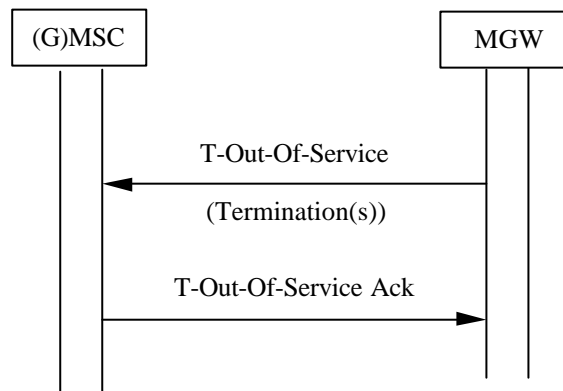 (G)MSC
MGW
T-Out-Of-Service
(Termination(s))
T-Out-Of-Service Ack